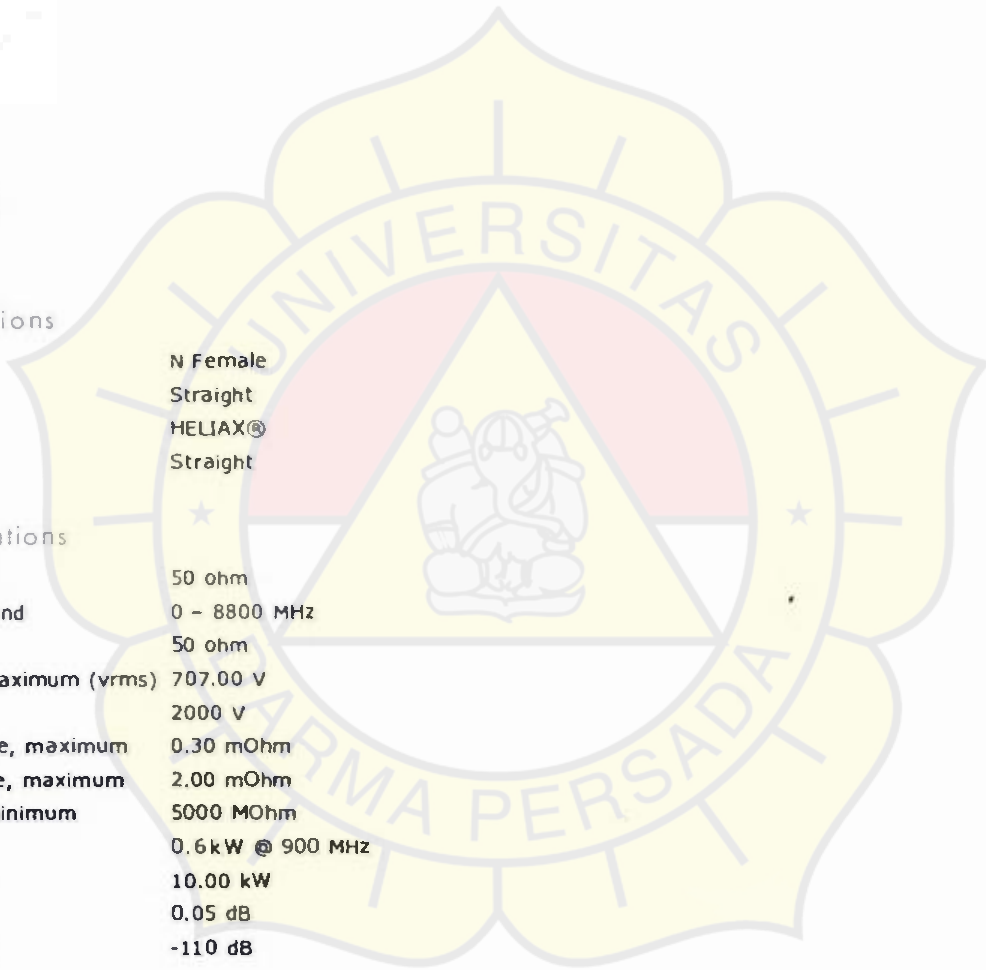 UNIVERSITAS
DARMA PERSADA
ions
N Female
Straight
HELIAX®
Straight
ations
50 ohm
nd 0 - 8800 MHz
50 ohm
aximum (vrms) 707.00 V
2000 V
e, maximum 0.30 mOhm
e, maximum 2.00 mOhm
inimum 5000 MOhm
0.6kW @ 900 MHz
10.00 kW
0.05 dB
-110 dB